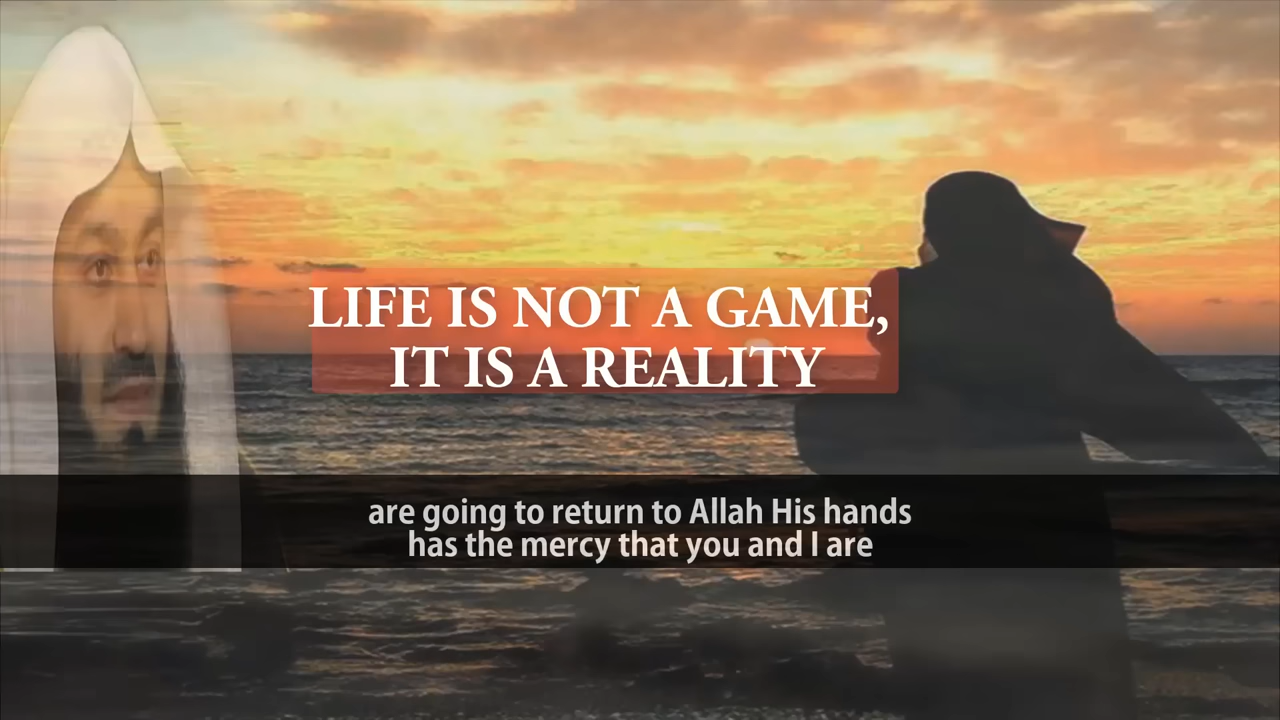 LIFE IS NOT A GAME,
IT IS A REALITY
are going to return to Allah His hands
has the mercy that you and I are